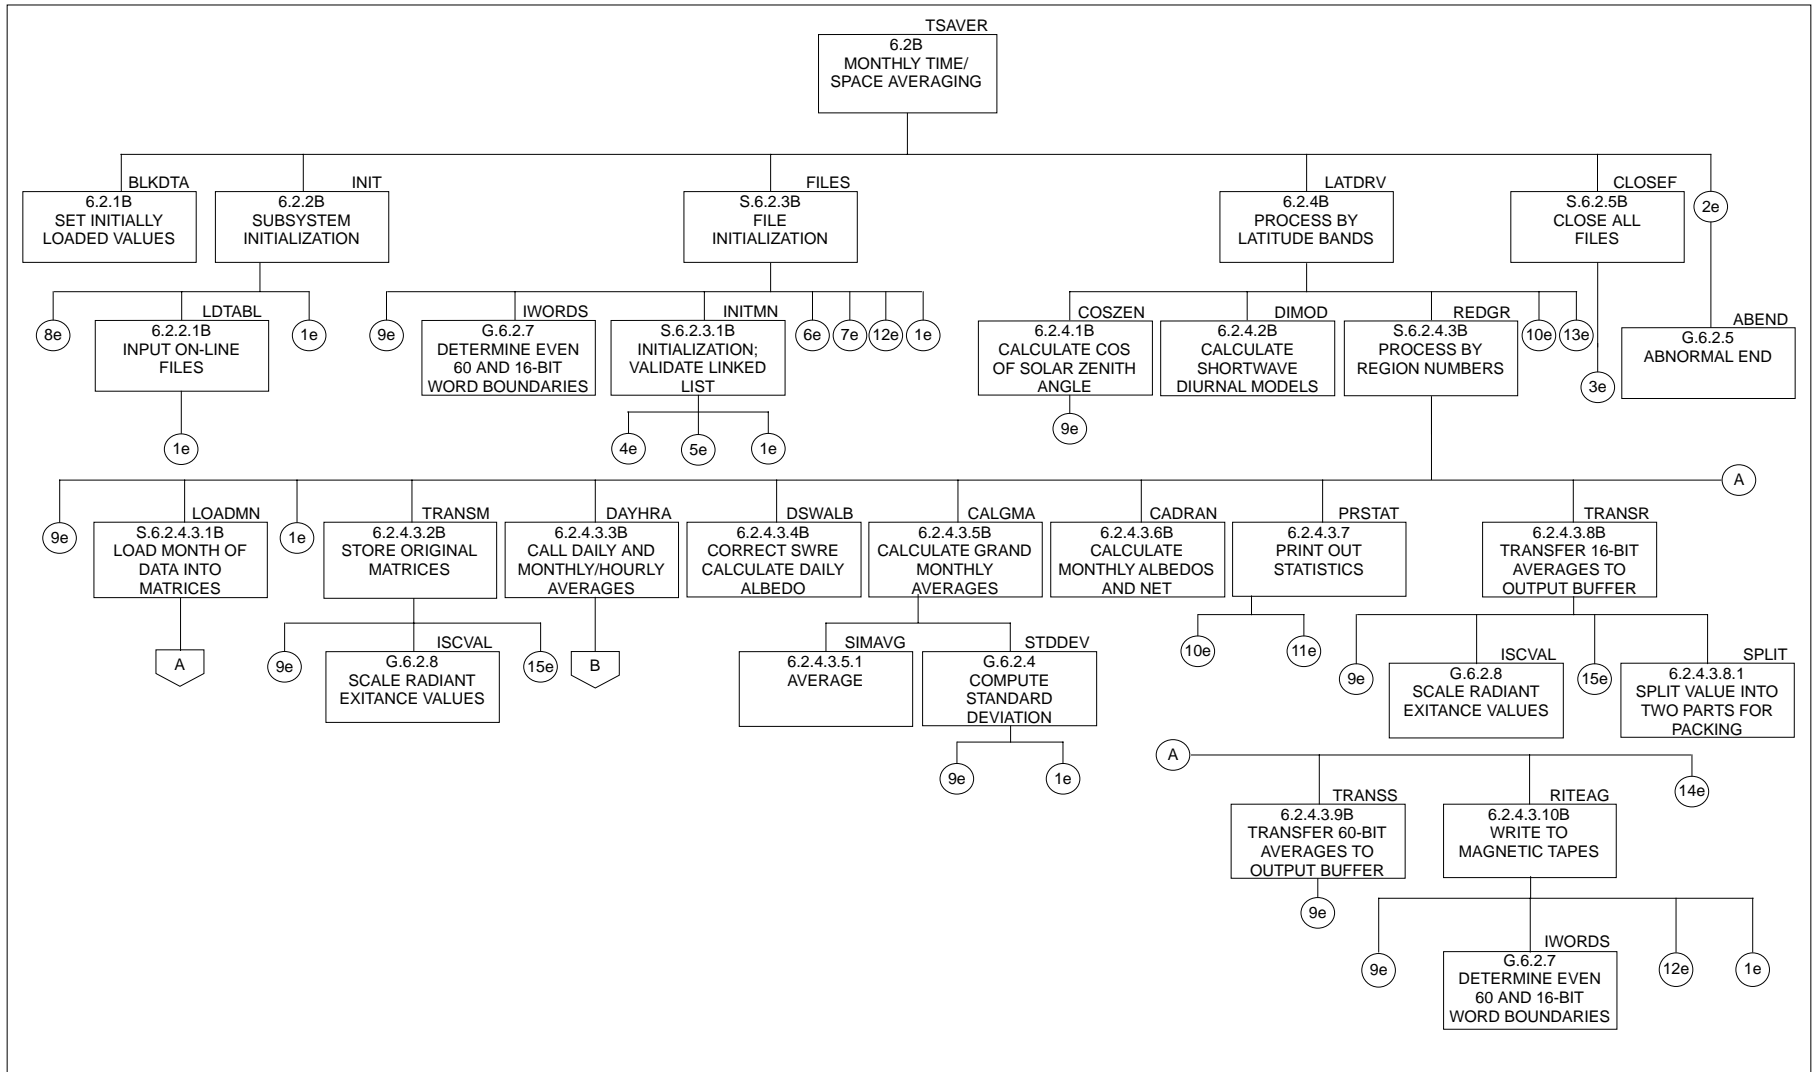 TSAVER
6.2B
MONTHLY TIME/
SPACE AVERAGING
BLKDTA
6.2.1B
SET INITIALLY
LOADED VALUES
INIT
6.2.2B
SUBSYSTEM
INITIALIZATION
FILES
S.6.2.3B
FILE
INITIALIZATION
LATDRV
6.2.4B
PROCESS BY
LATITUDE BANDS
CLOSEF
S.6.2.5B
CLOSE ALL
FILES
2e
8e
LDTABL
6.2.2.1B
INPUT ON-LINE
FILES
1e
1e
9e
IWORDS
G.6.2.7
DETERMINE EVEN
60 AND 16-BIT
WORD BOUNDARIES
INITMN
S.6.2.3.1B
INITIALIZATION;
VALIDATE LINKED
LIST
6e
7e
12e
1e
4e
5e
1e
COSZEN
6.2.4.1B
CALCULATE COS
OF SOLAR ZENITH
ANGLE
9e
DIMOD
6.2.4.2B
CALCULATE
SHORTWAVE
DIURNAL MODELS
REDGR
S.6.2.4.3B
PROCESS BY
REGION NUMBERS
10e
13e
3e
ABEND
G.6.2.5
ABNORMAL END
A
9e
LOADMN
S.6.2.4.3.1B
LOAD MONTH OF
DATA INTO
MATRICES
A
1e
TRANSM
6.2.4.3.2B
STORE ORIGINAL
MATRICES
9e
ISCVAL
G.6.2.8
SCALE RADIANT
EXITANCE VALUES
15e
DAYHRA
6.2.4.3.3B
CALL DAILY AND
MONTHLY/HOURLY
AVERAGES
B
DSWALB
6.2.4.3.4B
CORRECT SWRE
CALCULATE DAILY
ALBEDO
CALGMA
6.2.4.3.5B
CALCULATE GRAND
MONTHLY
AVERAGES
SIMAVG
6.2.4.3.5.1
AVERAGE
STDDEV
G.6.2.4
COMPUTE
STANDARD
DEVIATION
9e
1e
CADRAN
6.2.4.3.6B
CALCULATE
MONTHLY ALBEDOS
AND NET
PRSTAT
6.2.4.3.7
PRINT OUT
STATISTICS
10e
11e
TRANSR
6.2.4.3.8B
TRANSFER 16-BIT
AVERAGES TO
OUTPUT BUFFER
9e
ISCVAL
G.6.2.8
SCALE RADIANT
EXITANCE VALUES
15e
SPLIT
6.2.4.3.8.1
SPLIT VALUE INTO
TWO PARTS FOR
PACKING
A
TRANSS
6.2.4.3.9B
TRANSFER 60-BIT
AVERAGES TO
OUTPUT BUFFER
9e
RITEAG
6.2.4.3.10B
WRITE TO
MAGNETIC TAPES
14e
9e
IWORDS
G.6.2.7
DETERMINE EVEN
60 AND 16-BIT
WORD BOUNDARIES
12e
1e